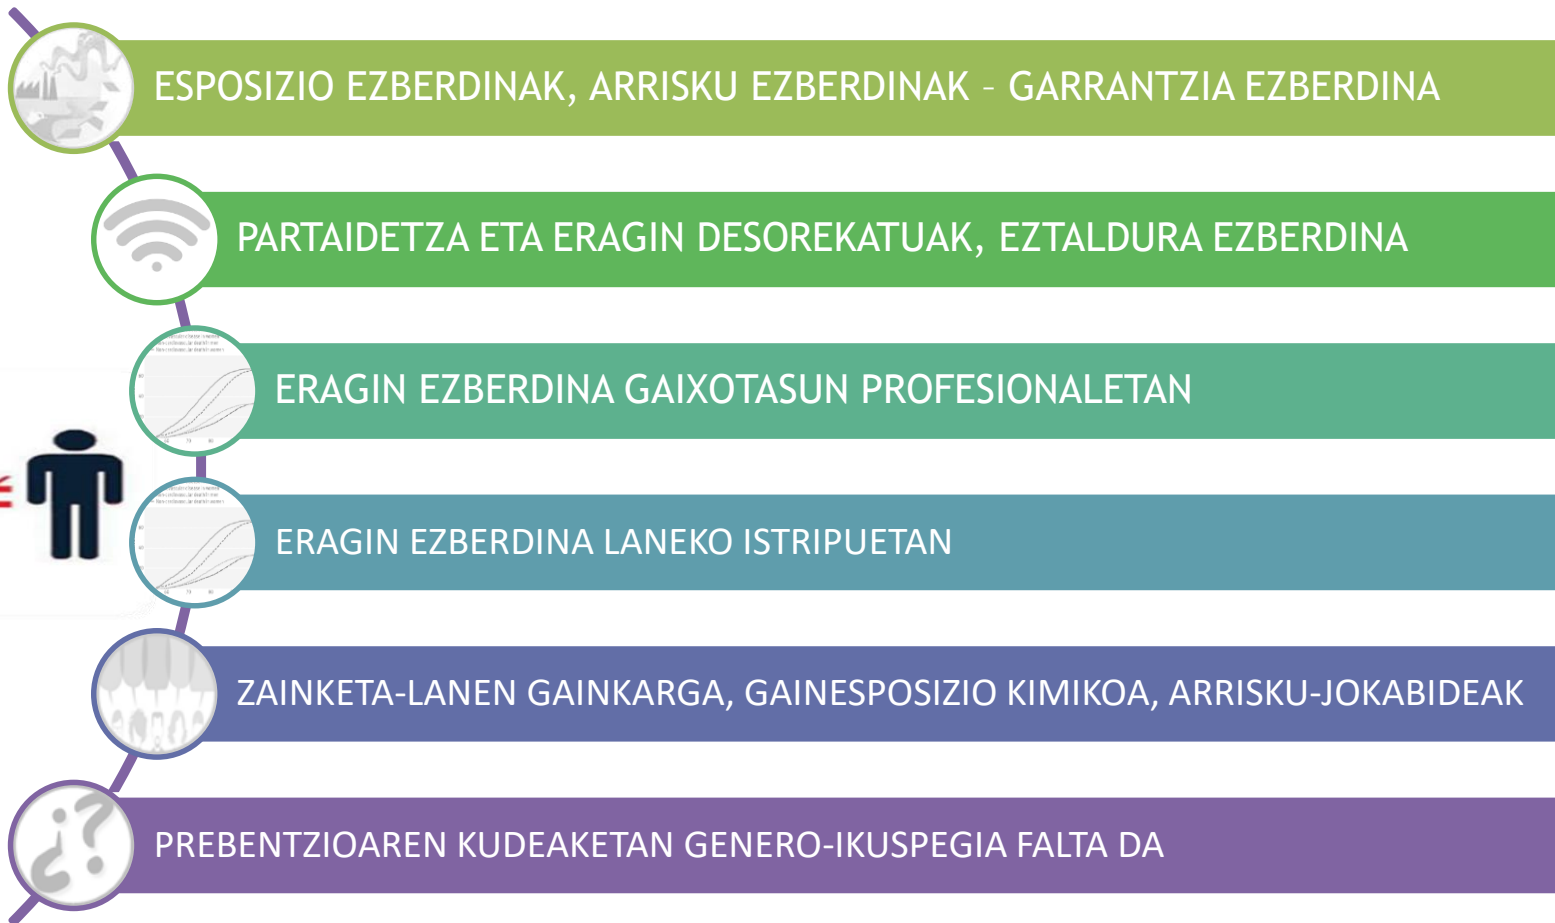 ESPOSIZIO EZBERDINAK, ARRISKU EZBERDINAK - GARRANTZIA EZBERDINA
PARTAIDETZA ETA ERAGIN DESOREKATUAK, EZTALDURA EZBERDINA
ERAGIN EZBERDINA GAIXOTASUN PROFESIONALETAN
ERAGIN EZBERDINA LANEKO ISTRIPUETAN
ZAINKETA-LANEN GAINKARGA, GAINESPOSIZIO KIMIKOA, ARRISKU-JOKABIDEAK
¿?
PREBENTZIOAREN KUDEAKETAN GENERO-IKUSPEGIA FALTA DA